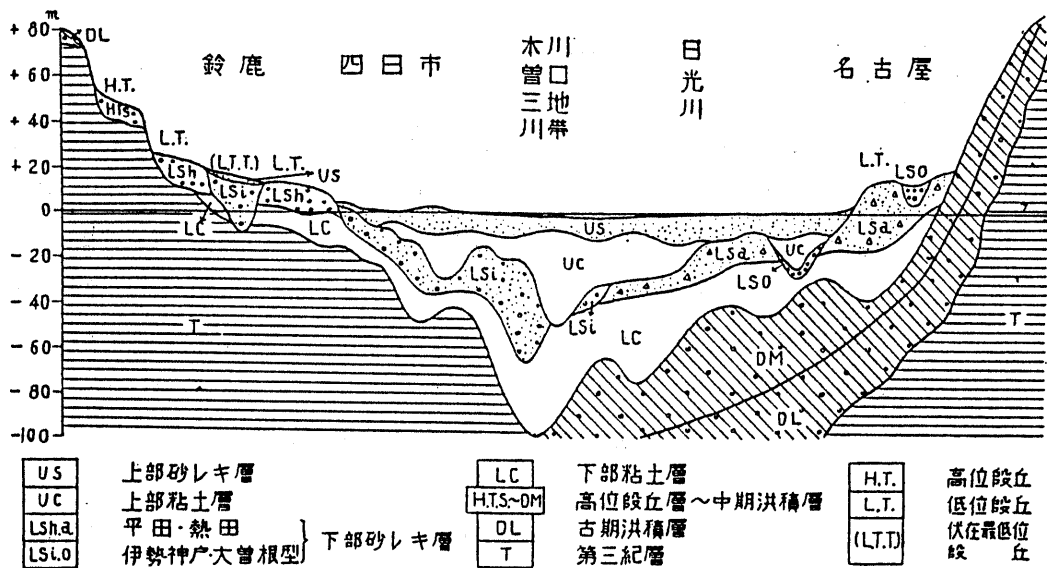 m
+ 80
+ 60
+ 40
+ 20
0
-20
-40
-60
-80
-100
鈴鹿 四日市 木曽三川 川口地帯 日光川 名古屋
DL
H.T.
HTS
L.T.
(L.T.T.) L.T.
US
LSh LSi LSh
LC LC
US
UC
LSi
LSi
LSa
UC
LSO
LC
L.T.
LSO
LSa
DM
DL
T
T
US 上部砂レキ層
UC 上部粘土層
LSh.a 平田・熱田
LSi.o 伊勢神戸・大曽根型
下部砂レキ層
LC 下部粘土層
H.T.S.~DM 高位段丘層~中期洪積層
DL 古期洪積層
T 第三紀層
H.T. 高位段丘
L.T. 低位段丘
(L.T.T) 伏在最低位
段丘